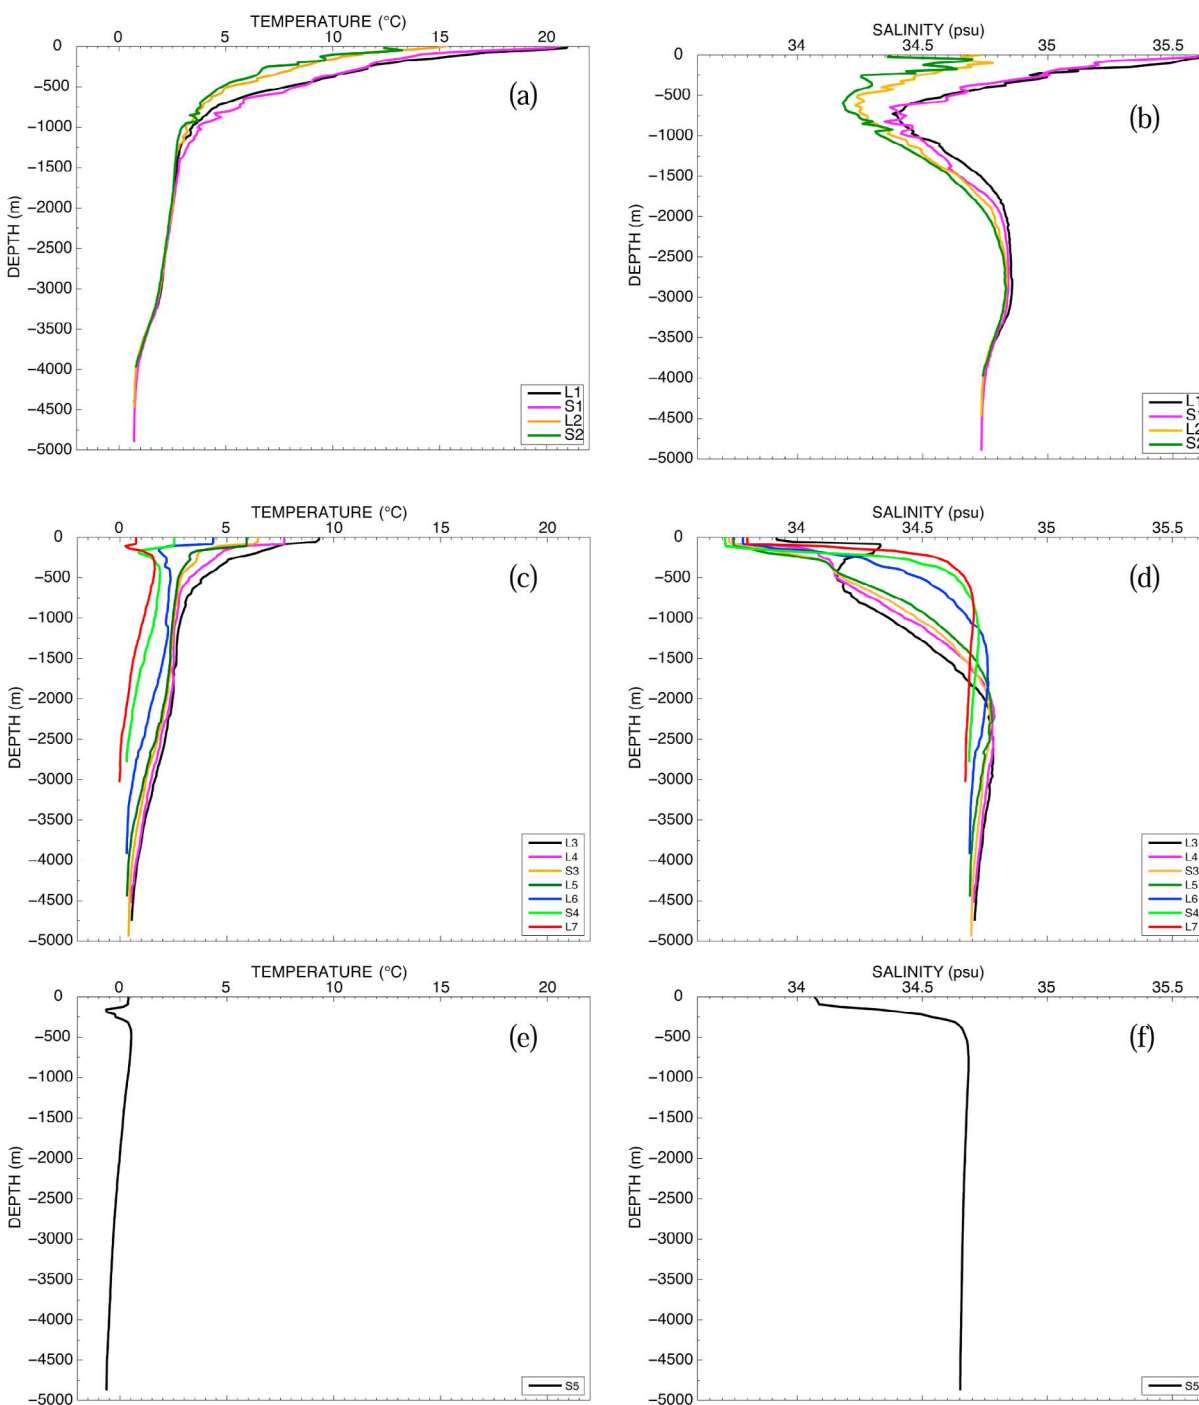 TEMPERATURE (°C)
0 5 10 15 20
0
−500
−1000
−1500
−2000
−2500
−3000
−3500
−4000
−4500
−5000
DEPTH (m)
(a)
L1
S1
L2
S2
SALINITY (psu)
34 34.5 35 35.5
0
−500
−1000
−1500
−2000
−2500
−3000
−3500
−4000
−4500
−5000
DEPTH (m)
(b)
L1
S1
L2
S2
TEMPERATURE (°C)
0 5 10 15 20
0
−500
−1000
−1500
−2000
−2500
−3000
−3500
−4000
−4500
−5000
DEPTH (m)
(c)
L3
L4
S3
L5
L6
S4
L7
SALINITY (psu)
34 34.5 35 35.5
0
−500
−1000
−1500
−2000
−2500
−3000
−3500
−4000
−4500
−5000
DEPTH (m)
(d)
L3
L4
S3
L5
L6
S4
L7
TEMPERATURE (°C)
0 5 10 15 20
0
−500
−1000
−1500
−2000
−2500
−3000
−3500
−4000
−4500
−5000
DEPTH (m)
(e)
S5
SALINITY (psu)
34 34.5 35 35.5
0
−500
−1000
−1500
−2000
−2500
−3000
−3500
−4000
−4500
−5000
DEPTH (m)
(f)
S5